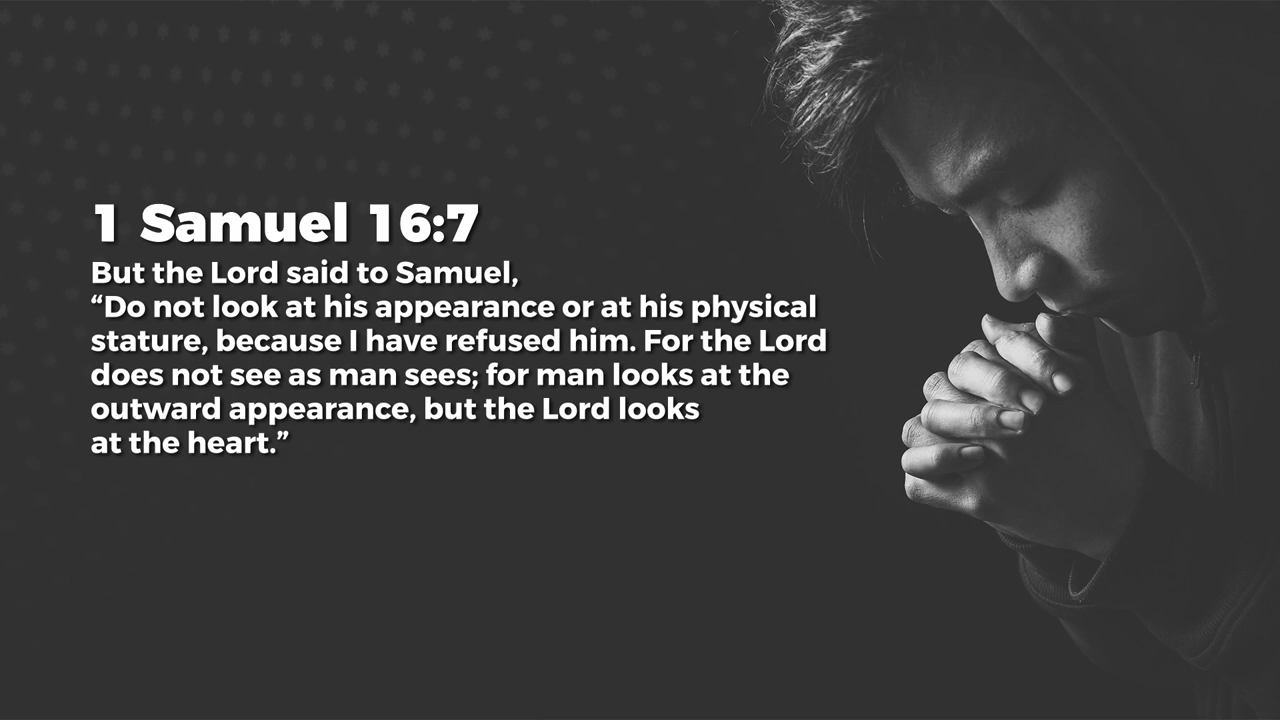 1 Samuel 16:7
But the Lord said to Samuel,
“Do not look at his appearance or at his physical
stature, because I have refused him. For the Lord
does not see as man sees; for man looks at the
outward appearance, but the Lord looks
at the heart.”